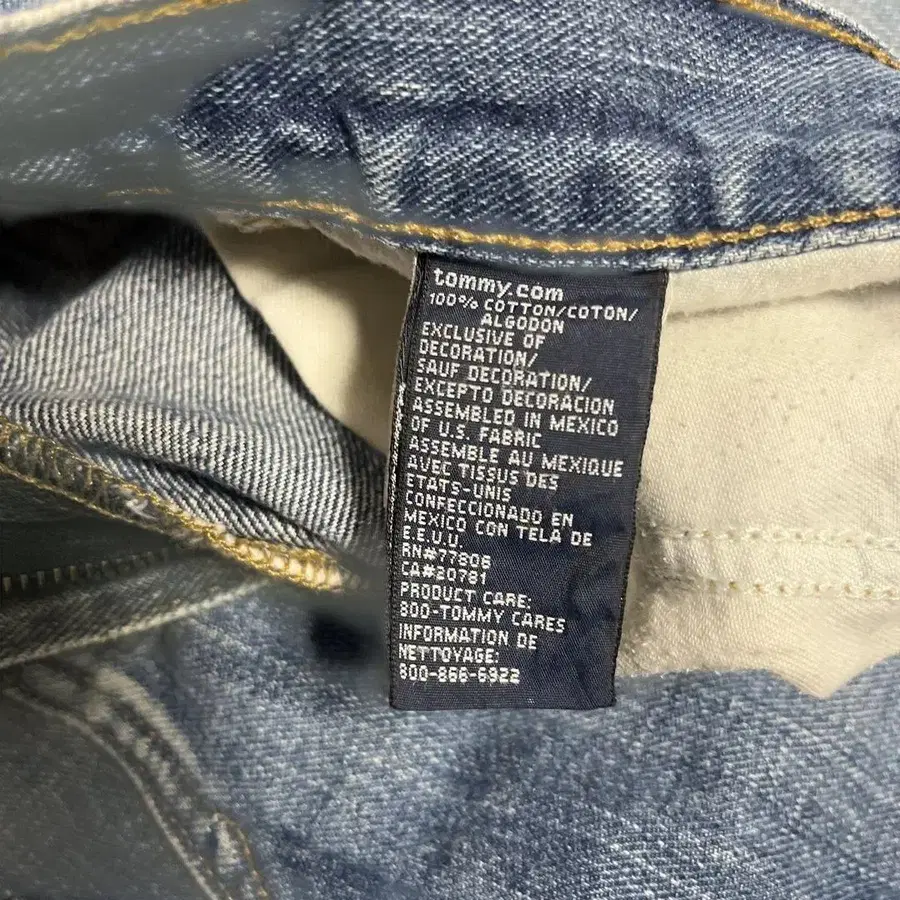 tommy.com
100% COTTON/COTON/
ALGODON
EXCLUSIVE OF
DECORATION/
SAUF DECORATION/
EXCEPTO DECORACION
ASSEMBLED IN MEXICO
OF U.S. FABRIC
ASSEMBLE AU MEXIQUE
AVEC TISSUS DES
ETATS-UNIS
CONFECCIONADO EN
MEXICO CON TELA DE
E.E.U.U.
RN#77806
CA#20781
PRODUCT CARE:
800-TOMMY CARES
INFORMATION DE
NETTOYAGE:
800-866-6922